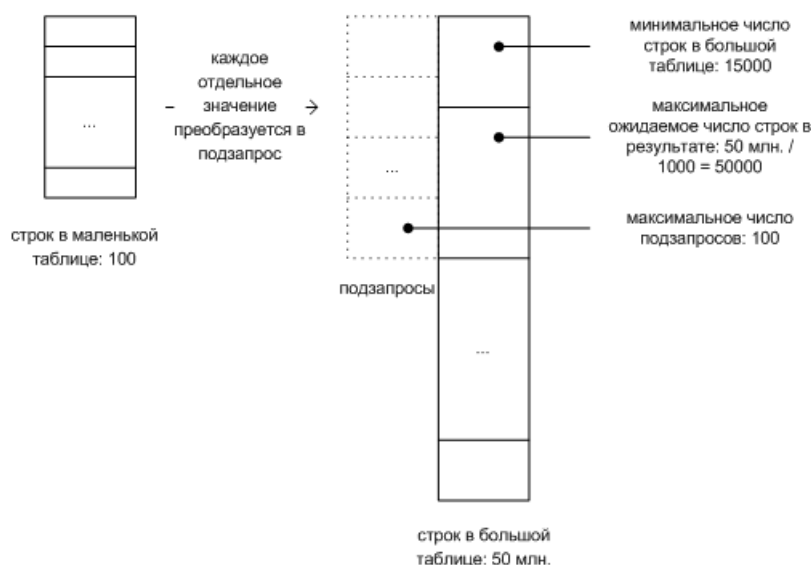 ...
строк в маленькой
таблице: 100
каждое
отдельное
значение
преобразуется в
подзапрос
...
подзапросы
минимальное число
строк в большой
таблице: 15000
максимальное
ожидаемое число строк в
результате: 50 млн. /
1000 = 50000
максимальное число
подзапросов: 100
...
строк в большой
таблице: 50 млн.